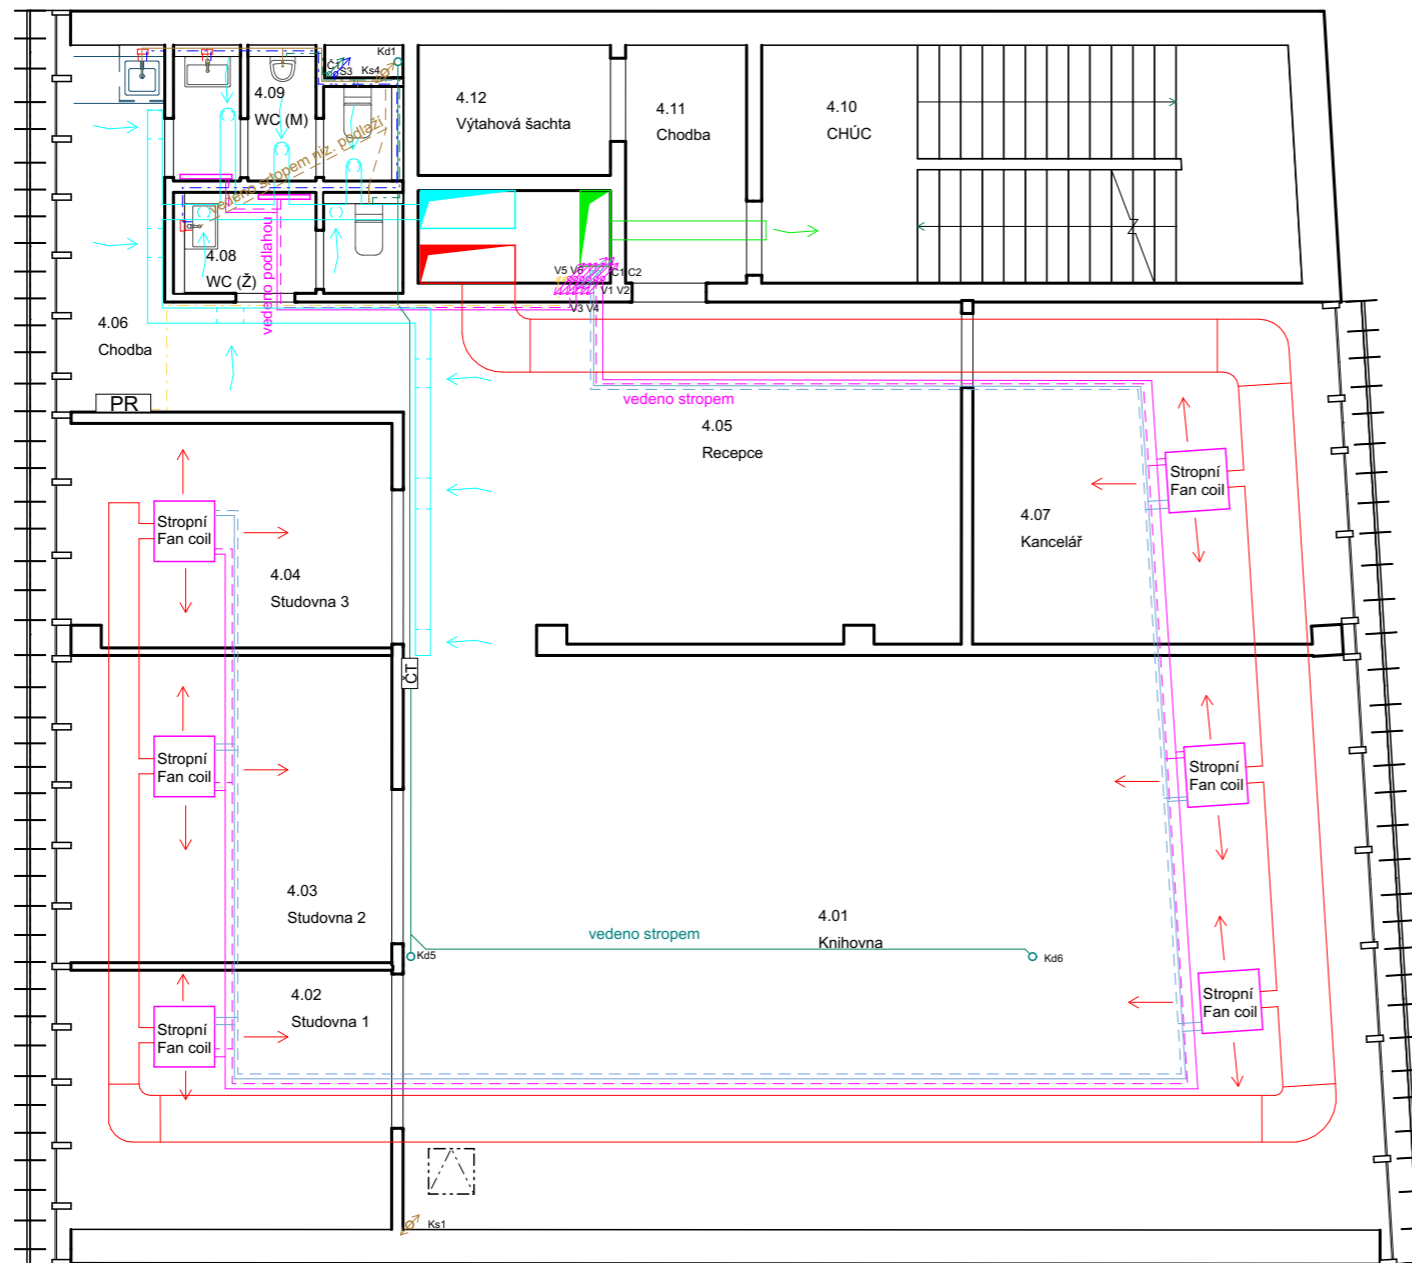 Kd1
Č1
S3
Ks4
4.09
WC (M)
4.12
Výtahová šachta
4.11
Chodba
4.10
CHÚC
vedeno srtopem niz. podlaží
4.08
WC (Ž)
vedeno podlahou
Z
V5 V6
C1 C2
V1 V2
V3 V4
4.06
Chodba
PR
vedeno stropem
4.05
Recepce
Stropní
Fan coil
4.07
Kancelář
Stropní
Fan coil
4.04
Studovna 3
ČT
Stropní
Fan coil
Stropní
Fan coil
4.03
Studovna 2
4.01
Knihovna
vedeno stropem
Kd5
Kd6
4.02
Studovna 1
Stropní
Fan coil
Stropní
Fan coil
Ks1